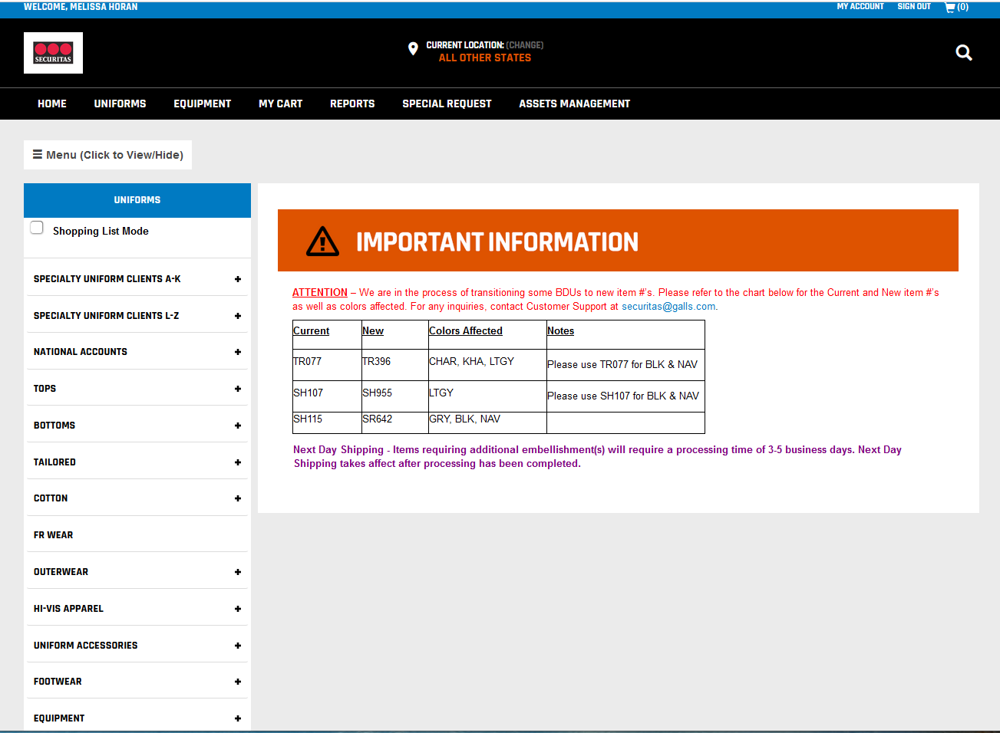 WELCOME, MELISSA HORAN
MY ACCOUNT SIGN OUT (0)
SECURITAS
CURRENT LOCATION: (CHANGE)
ALL OTHER STATES
HOME UNIFORMS EQUIPMENT MY CART REPORTS SPECIAL REQUEST ASSETS MANAGEMENT
Menu (Click to View/Hide)
UNIFORMS
Shopping List Mode
SPECIALTY UNIFORM CLIENTS A-K +
SPECIALTY UNIFORM CLIENTS L-Z +
NATIONAL ACCOUNTS +
TOPS +
BOTTOMS +
TAILORED +
COTTON +
FR WEAR
OUTERWEAR +
HI-VIS APPAREL +
UNIFORM ACCESSORIES +
FOOTWEAR +
EQUIPMENT +
IMPORTANT INFORMATION
ATTENTION – We are in the process of transitioning some BDUs to new item #'s. Please refer to the chart below for the Current and New item #'s
as well as colors affected. For any inquiries, contact Customer Support at securitas@galls.com.
Current New Colors Affected Notes
TR077 TR396 CHAR, KHA, LTGY Please use TR077 for BLK & NAV
SH107 SH955 LTGY Please use SH107 for BLK & NAV
SH115 SR642 GRY, BLK, NAV
Next Day Shipping - Items requiring additional embellishment(s) will require a processing time of 3-5 business days. Next Day
Shipping takes affect after processing has been completed.